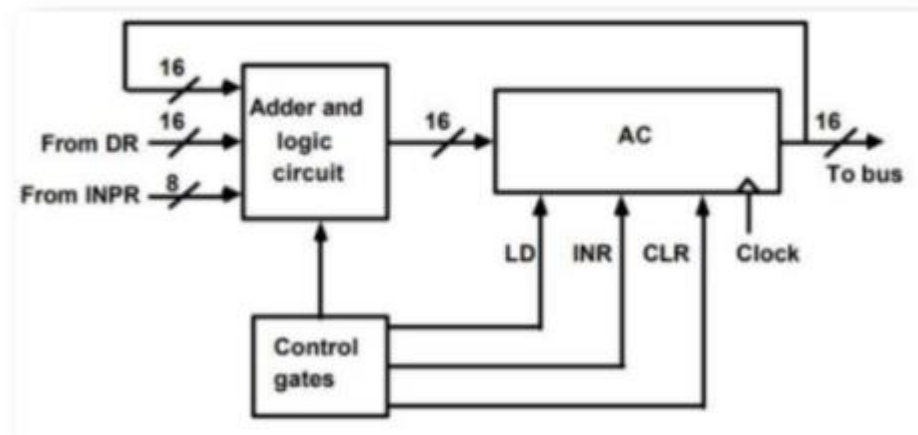 16
Adder and
logic
circuit
16
From DR
8
From INPR
16
AC
16
To bus
LD
INR
CLR
Clock
Control
gates